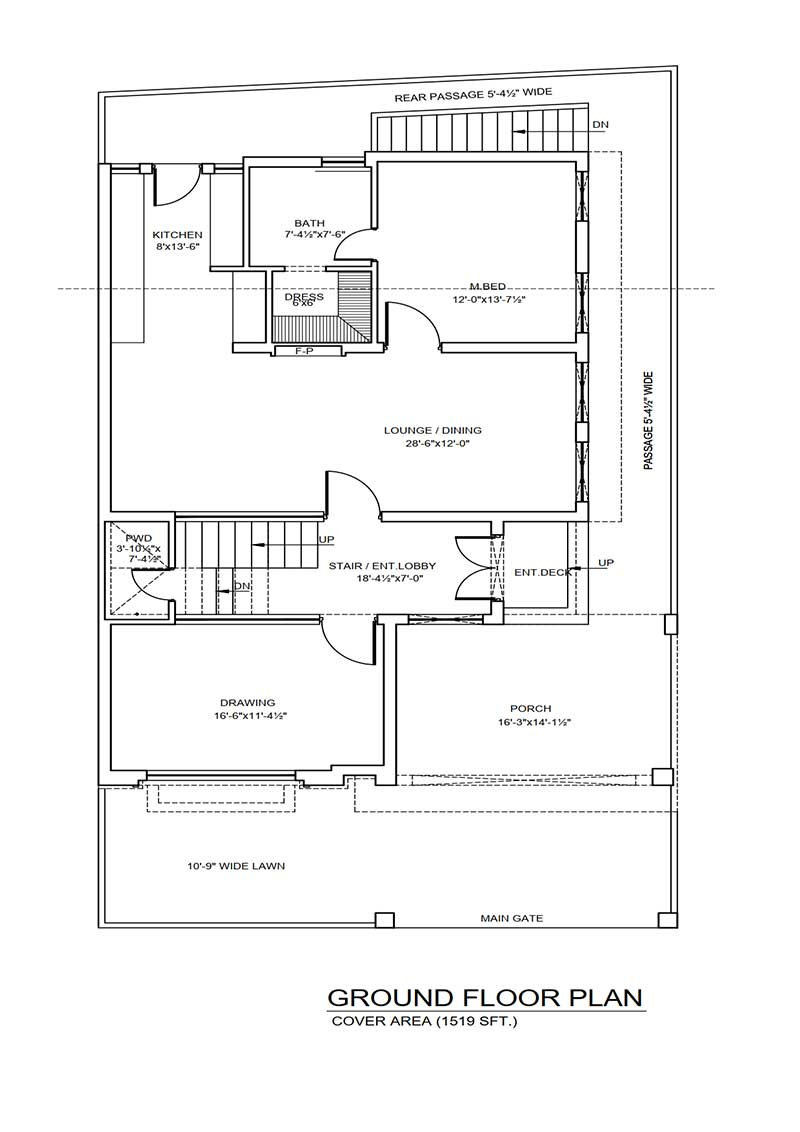 REAR PASSAGE 5'-4½" WIDE
DN
BATH
7'-4½"x7'-6"
KITCHEN
8'x13'-6"
M.BED
12'-0"x13'-7½"
DRESS
6'x6'
F-P
PASSAGE 5'-4½" WIDE
LOUNGE / DINING
28'-6"x12'-0"
PWD
3'-10½"x
7'-4½"
UP
STAIR / ENT.LOBBY
18'-4½"x7'-0"
UP
ENT.DECK
DN
DRAWING
16'-6"x11'-4½"
PORCH
16'-3"x14'-1½"
10'-9" WIDE LAWN
MAIN GATE
GROUND FLOOR PLAN
COVER AREA (1519 SFT.)